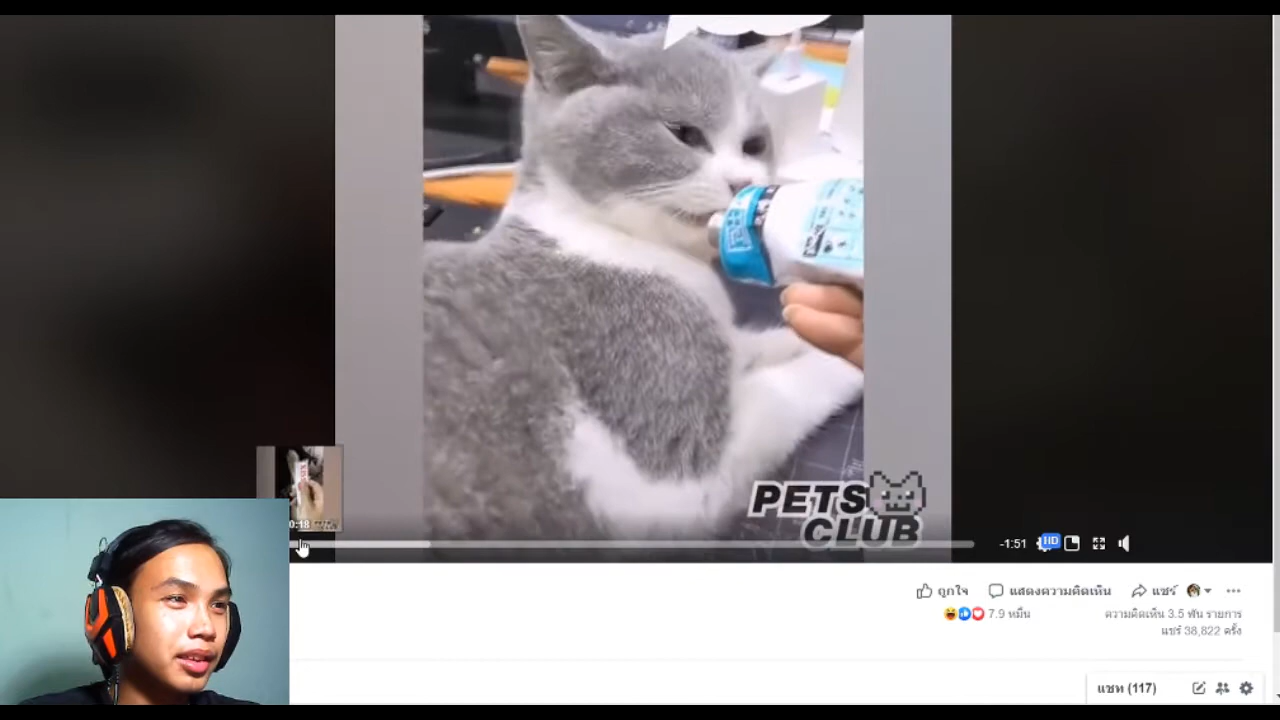 PETS
CLUB
0:18
-1:51
HD
ถูกใจ
แสดงความคิดเห็น
แชร์
7.9 หมื่น
ความคิดเห็น 3.5 พัน รายการ
แชร์ 38,822 ครั้ง
แชท (117)